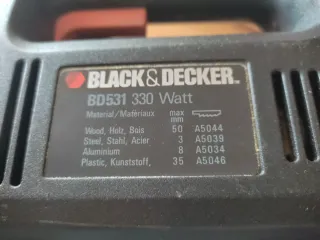 BLACK&DECKER
BD531 330 Watt
Material/Matériaux max mm
Wood, Holz, Bois 50 A5044
Steel, Stahl, Acier 3 A5039
Aluminium 8 A5034
Plastic, Kunststoff, 35 A5046